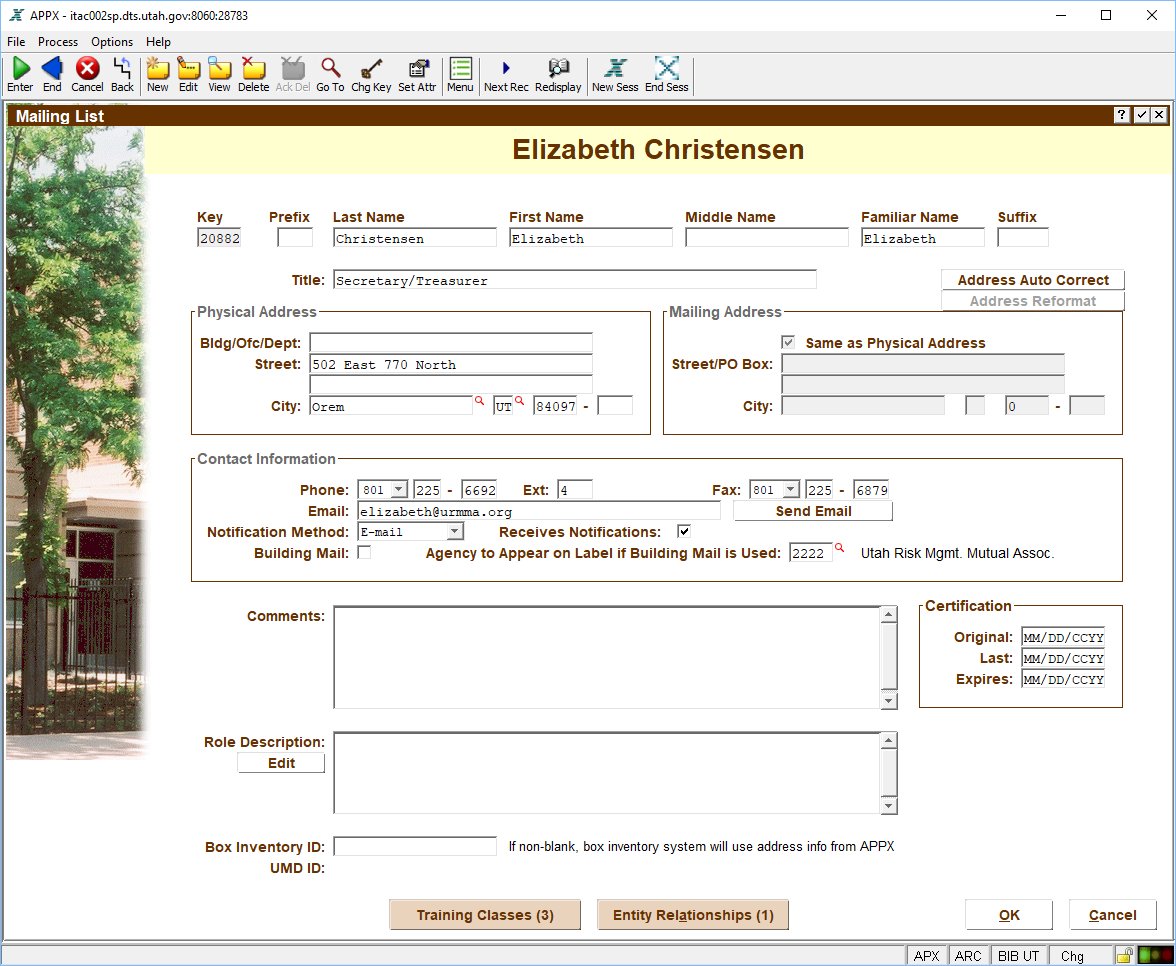 APPX - itac002sp.dts.utah.gov:8060:28783
File Process Options Help
Enter End Cancel Back New Edit View Delete Ack Del Go To Chg Key Set Attr Menu Next Rec Redisplay New Sess End Sess
Mailing List ?
Elizabeth Christensen
Key Prefix Last Name First Name Middle Name Familiar Name Suffix
20882 Christensen Elizabeth Elizabeth
Title: Secretary/Treasurer Address Auto Correct
Address Reformat
Physical Address Mailing Address
Bldg/Ofc/Dept: Same as Physical Address
Street: 502 East 770 North Street/PO Box:
City: Orem UT 84097 - City: 0 -
Contact Information
Phone: 801 225 - 6692 Ext: 4 Fax: 801 225 - 6879
Email: elizabeth@urmma.org Send Email
Notification Method: E-mail Receives Notifications:
Building Mail: Agency to Appear on Label if Building Mail is Used: 2222 Utah Risk Mgmt. Mutual Assoc.
Comments: Certification
Original: MM/DD/CCYY
Last: MM/DD/CCYY
Expires: MM/DD/CCYY
Role Description:
Edit
Box Inventory ID: If non-blank, box inventory system will use address info from APPX
UMD ID:
Training Classes (3) Entity Relationships (1) OK Cancel
APX ARC BIB UT Chg